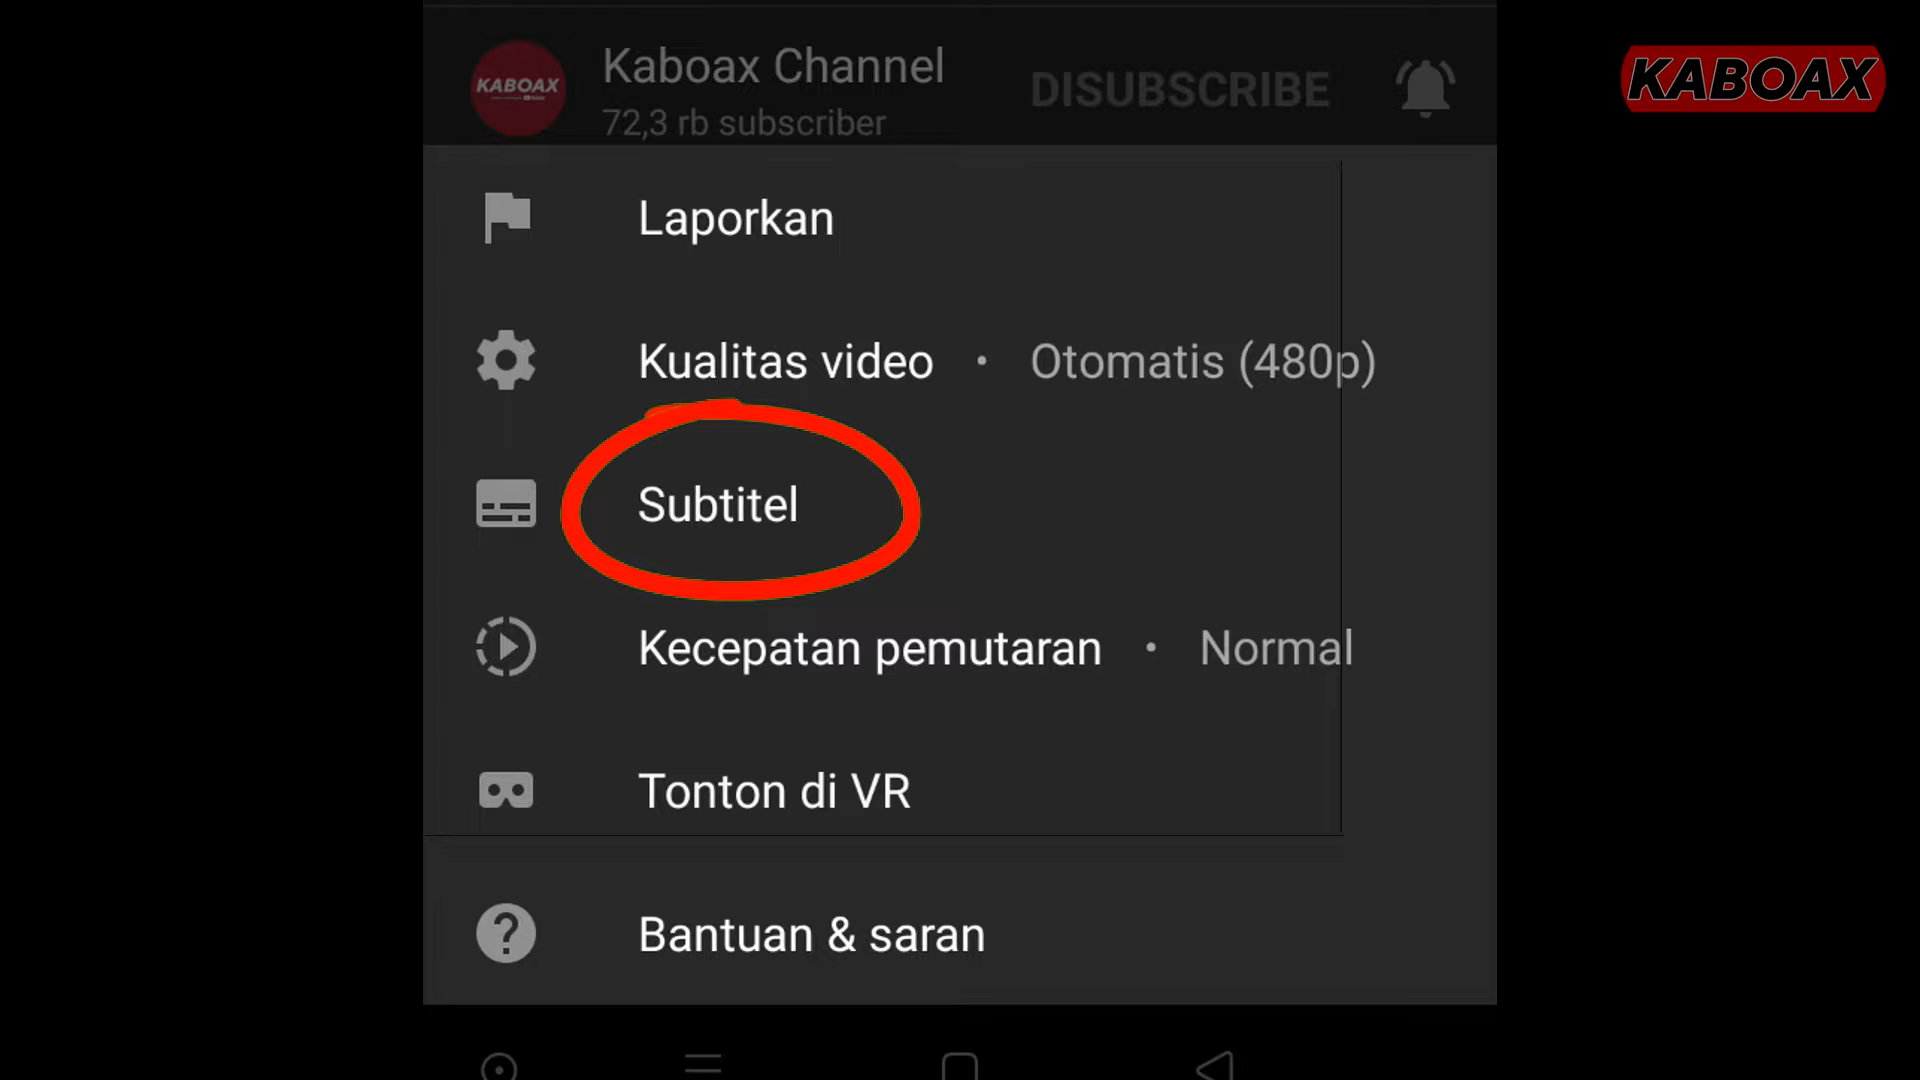 KABOAX
Kaboax Channel
72,3 rb subscriber
DISUBSCRIBE
KABOAX
Laporkan
Kualitas video • Otomatis (480p)
Subtitel
Kecepatan pemutaran • Normal
Tonton di VR
Bantuan & saran